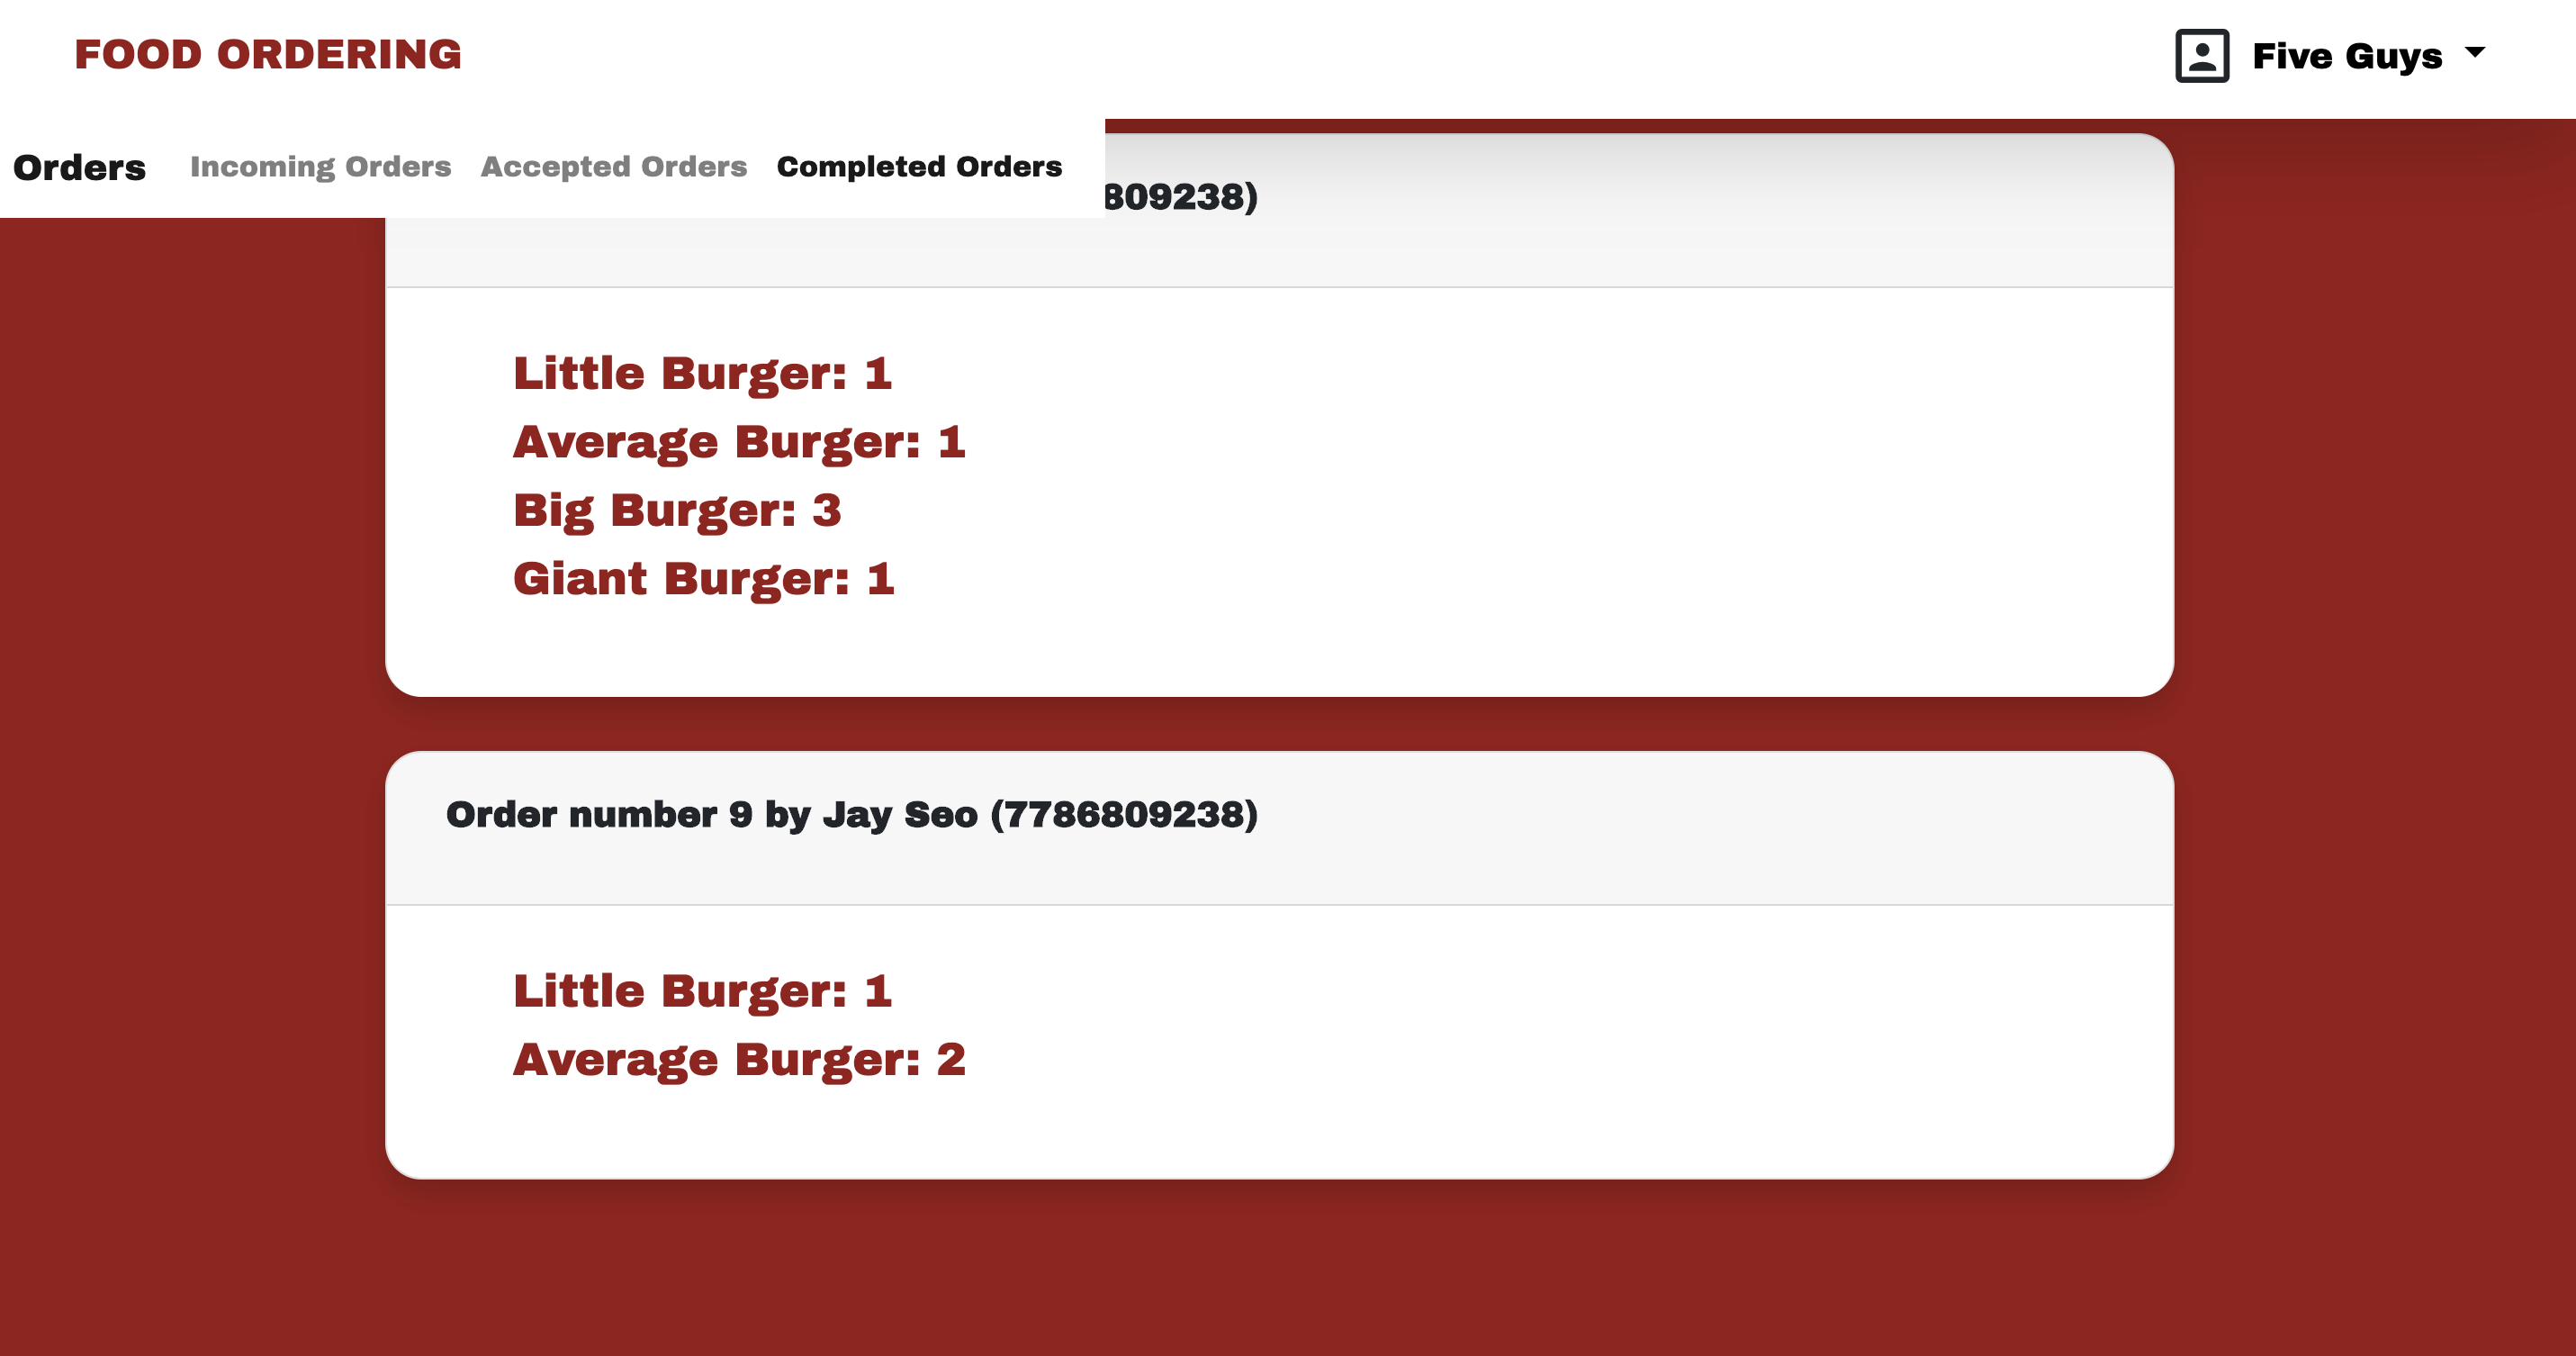 FOOD ORDERING
Five Guys
Orders Incoming Orders Accepted Orders Completed Orders
809238)
Little Burger: 1
Average Burger: 1
Big Burger: 3
Giant Burger: 1
Order number 9 by Jay Seo (7786809238)
Little Burger: 1
Average Burger: 2